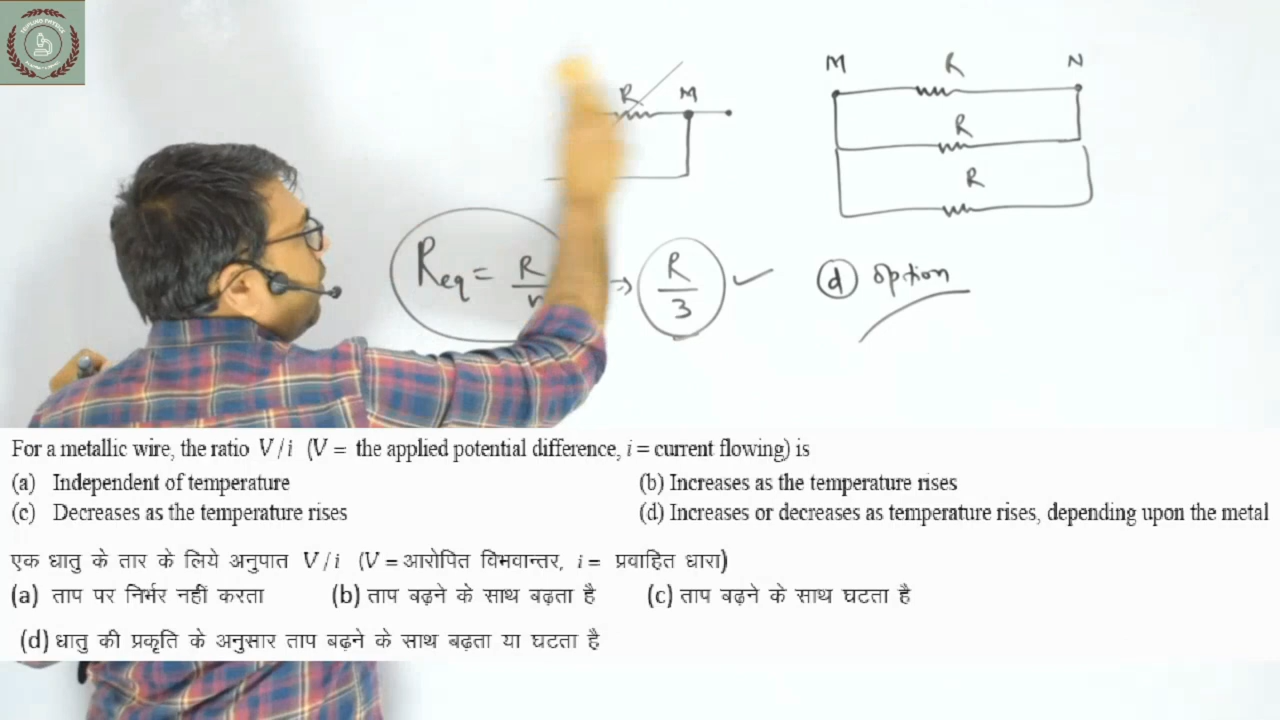 R M
M R N
R
R
Req = R/n → R/3 ✓ (d) option
For a metallic wire, the ratio V/i (V = the applied potential difference, i = current flowing) is
(a) Independent of temperature (b) Increases as the temperature rises
(c) Decreases as the temperature rises (d) Increases or decreases as temperature rises, depending upon the metal
एक धातु के तार के लिये अनुपात V/i (V = आरोपित विभवान्तर, i = प्रवाहित धारा)
(a) ताप पर निर्भर नहीं करता (b) ताप बढ़ने के साथ बढ़ता है (c) ताप बढ़ने के साथ घटता है
(d) धातु की प्रकृति के अनुसार ताप बढ़ने के साथ बढ़ता या घटता है